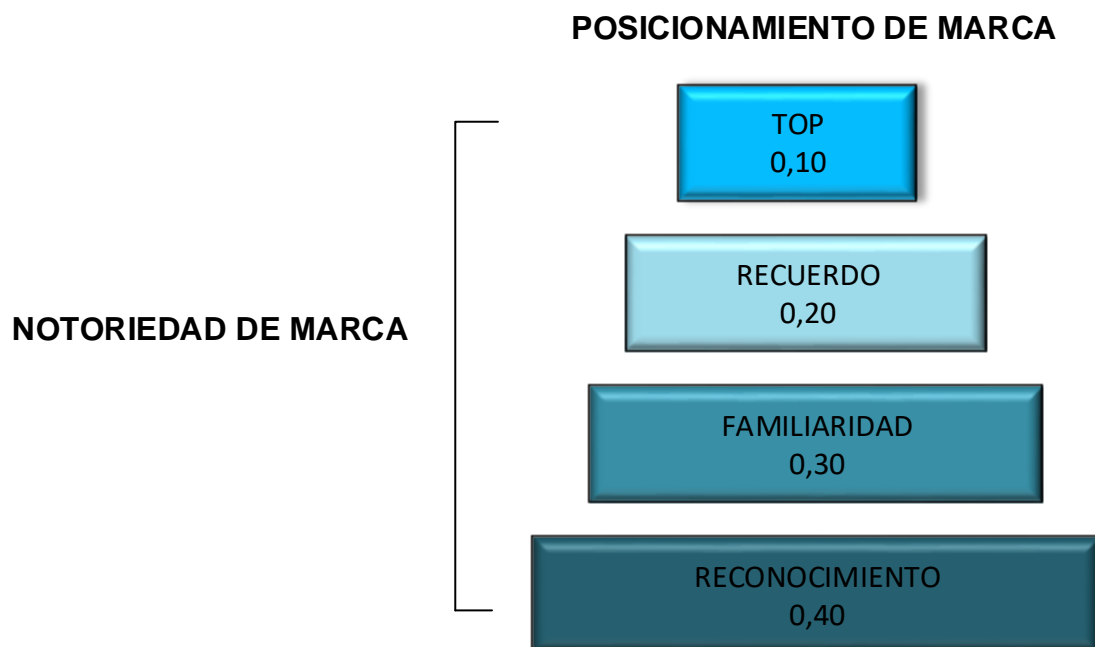 POSICIONAMIENTO DE MARCA
TOP
0,10
RECUERDO
0,20
NOTORIEDAD DE MARCA
FAMILIARIDAD
0,30
RECONOCIMIENTO
0,40